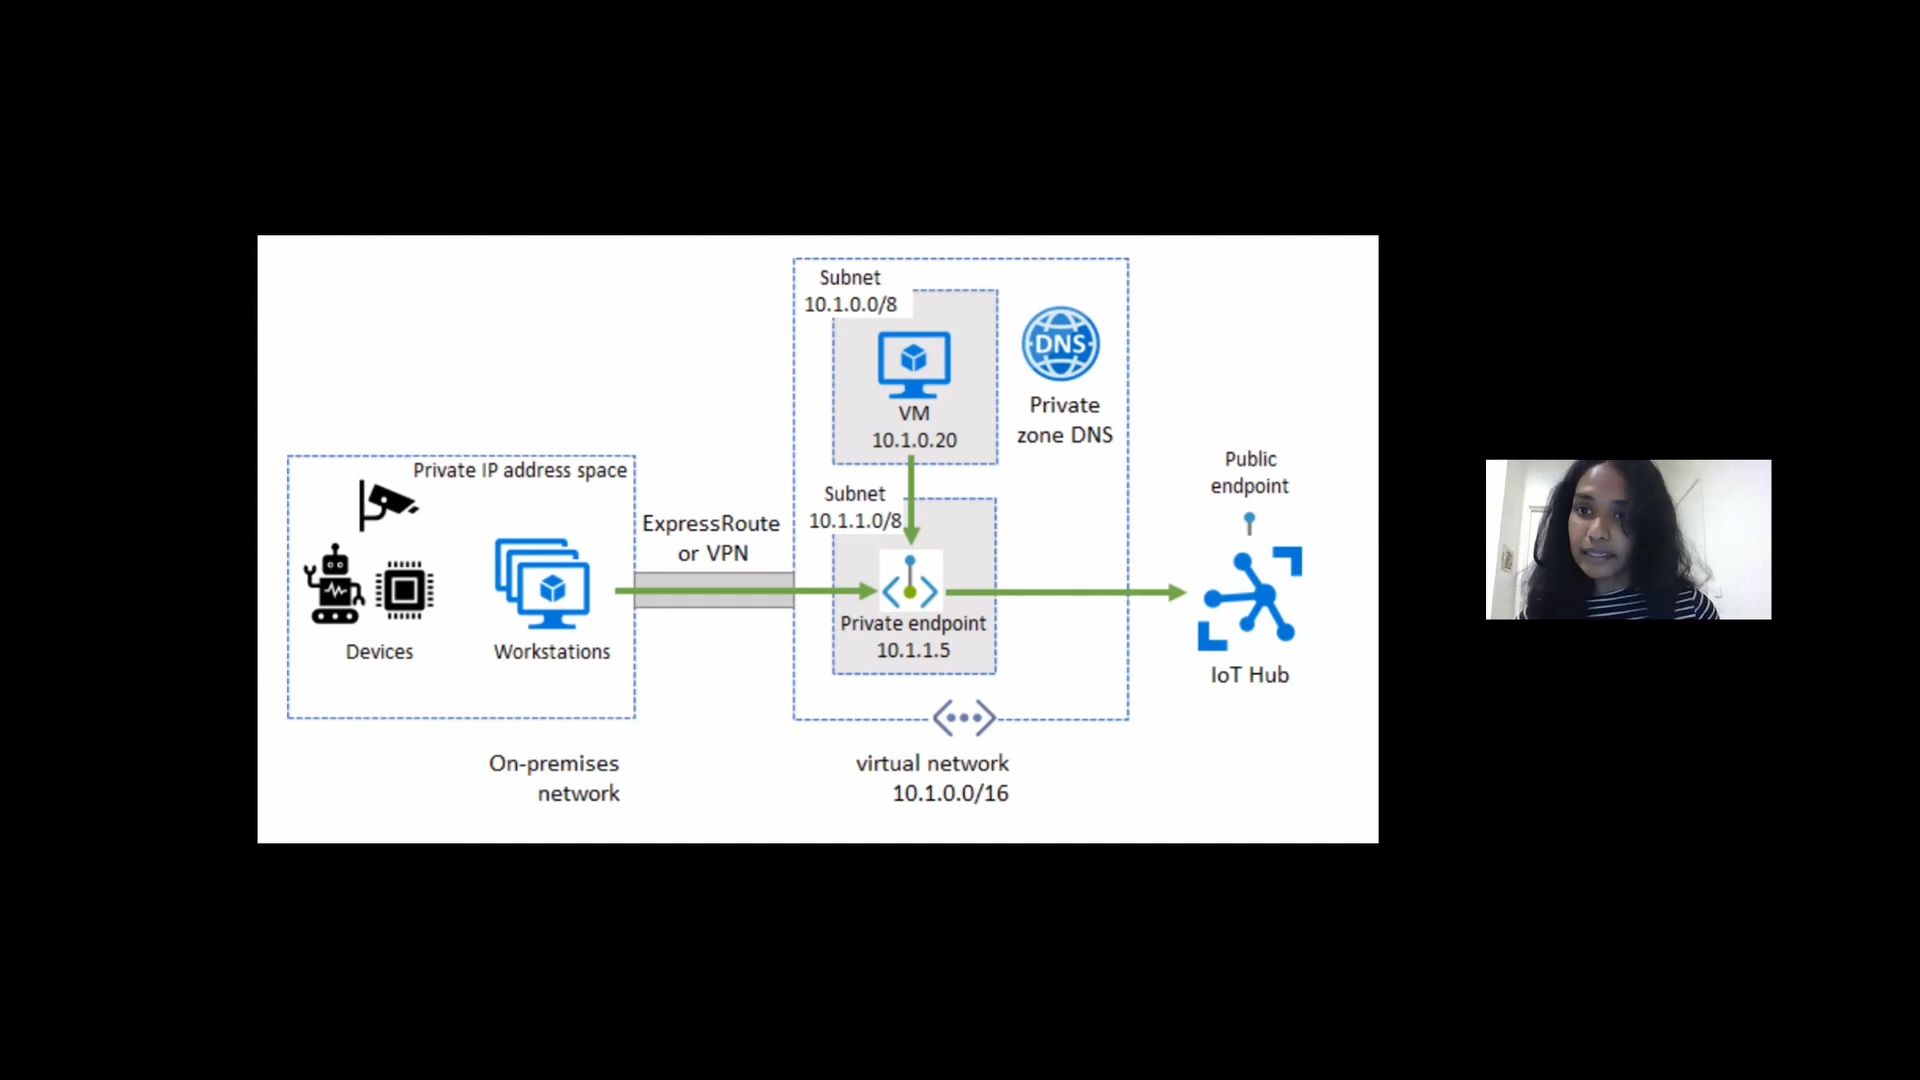 Subnet
10.1.0.0/8
DNS
VM
10.1.0.20
Private
zone DNS
Private IP address space
Devices
Workstations
ExpressRoute
or VPN
Subnet
10.1.1.0/8
Private endpoint
10.1.1.5
Public
endpoint
IoT Hub
On-premises
network
virtual network
10.1.0.0/16